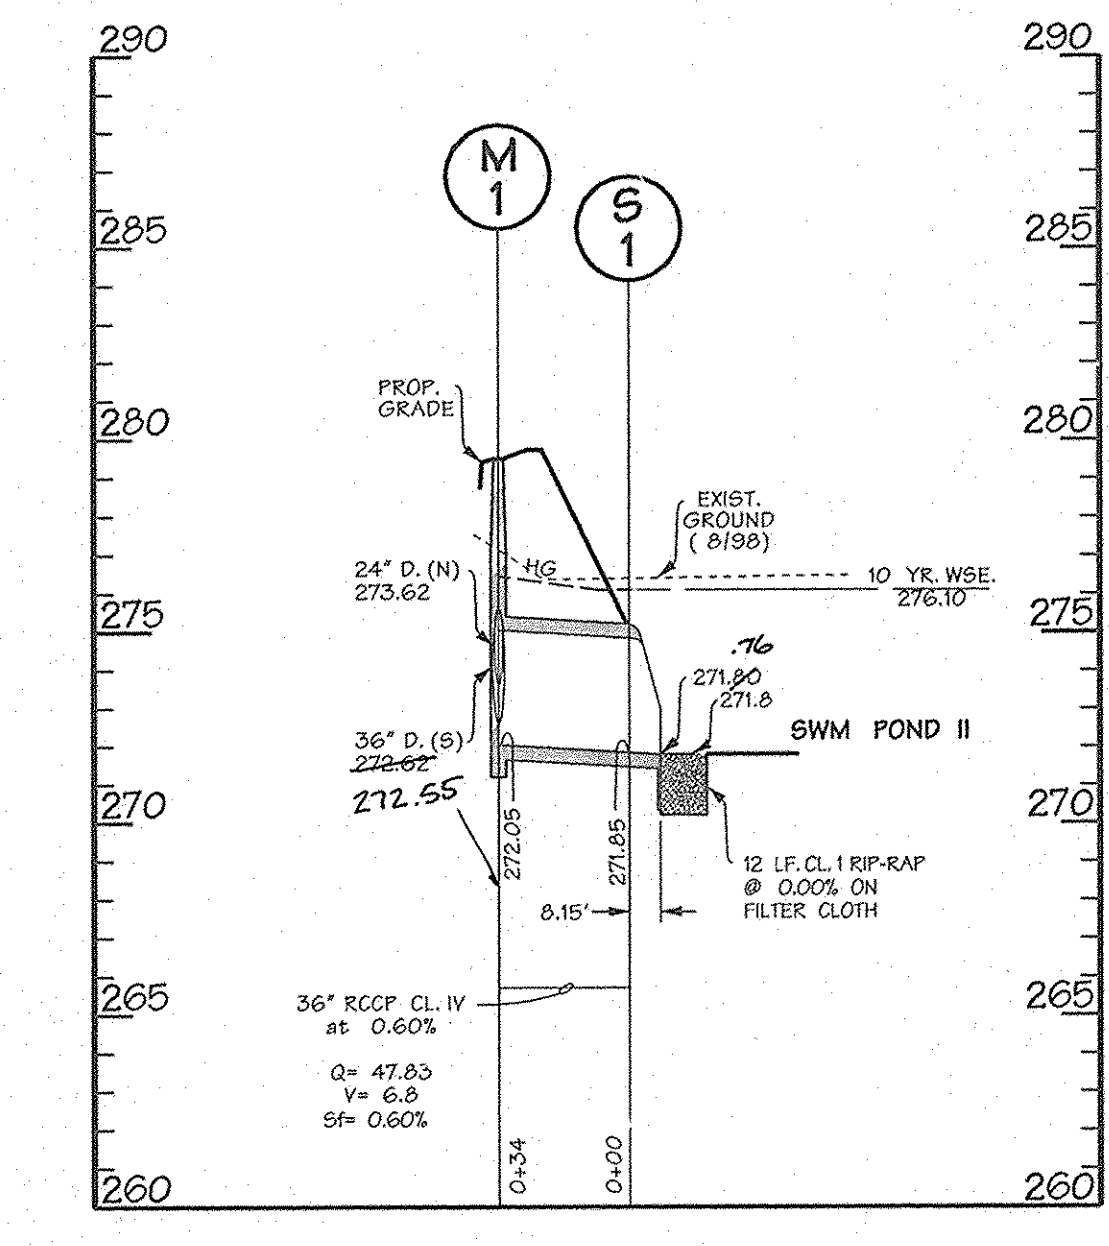 290
290
M
1
S
1
285
285
PROP.
GRADE
280
280
EXIST.
GROUND
( 8/98)
24" D. (N)
273.62
HG
10 YR. WSE.
276.10
275
275
.76
271.80
271.8
SWM POND II
36" D. (S)
272.62
272.55
270
270
272.05
271.85
12 LF. CL. 1 RIP-RAP
@ 0.00% ON
FILTER CLOTH
8.15'
265
265
36" RCCP CL. IV
at 0.60%
Q= 47.83
V= 6.8
Sf= 0.60%
0+34
0+00
260
260